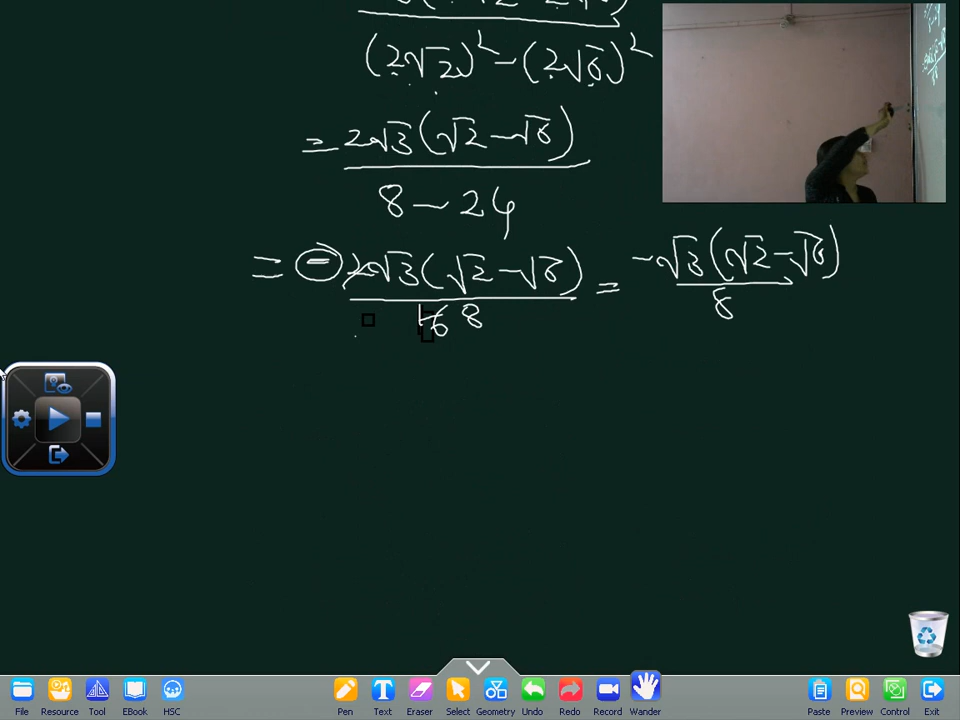 (2√2)² - (2√6)²
= 2√3(√2 - √6)
8 - 24
= - 2√3(√2 - √6) = -√3(√2 - √6)
16 8 8
File Resource Tool EBook HSC Pen Text Eraser Select Geometry Undo Redo Record Wander Paste Preview Control Exit